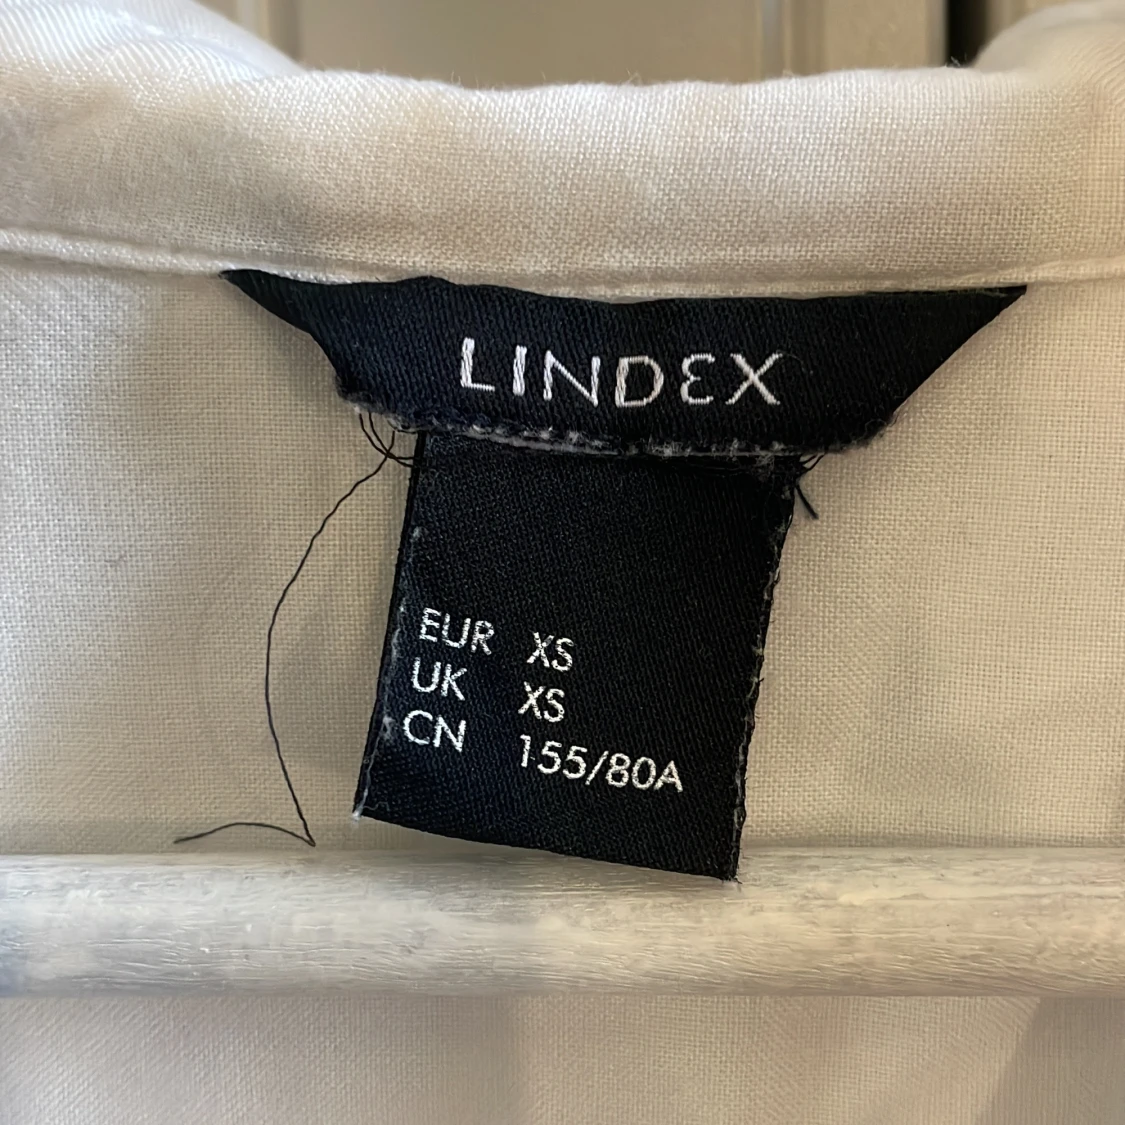 LINDEX
EUR XS
UK XS
CN 155/80A